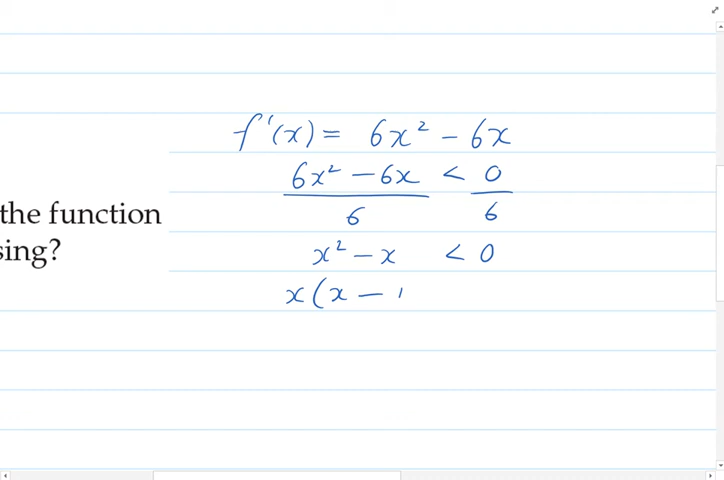 f'(x) = 6x² − 6x
6x² − 6x < 0
6 6
the function
x² − x < 0
sing?
x(x − 1